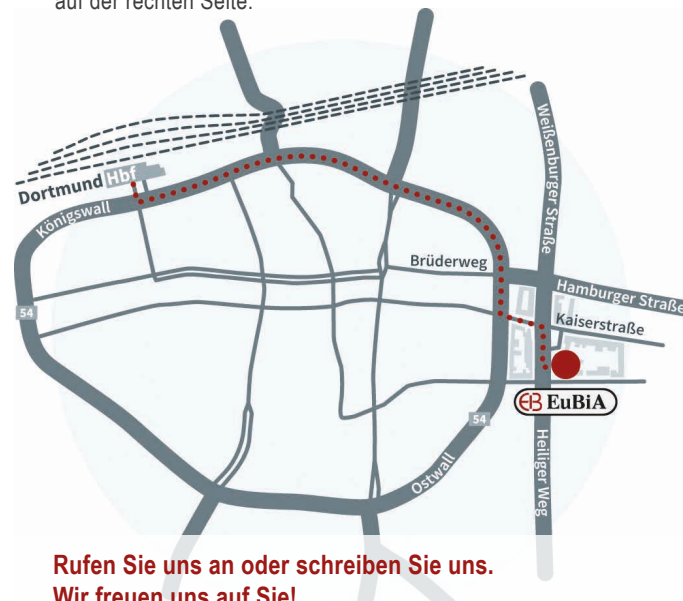 auf der rechten Seite.
Weißenburger Straße
Dortmund Hbf
Königswall
Brüderweg
Hamburger Straße
54
Kaiserstraße
EB EuBiA
54
Heiliger Weg
Ostwall
Rufen Sie uns an oder schreiben Sie uns.
Wir freuen uns auf Sie!